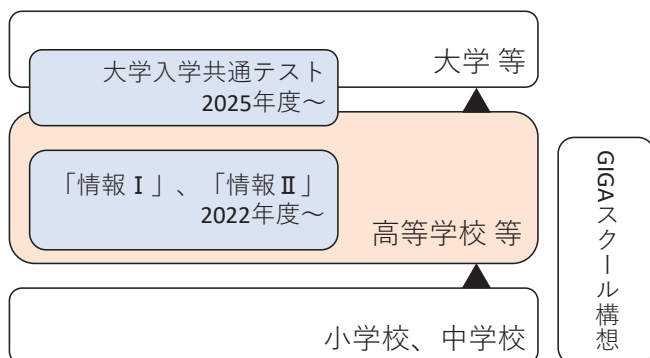 大学 等
大学入学共通テスト
2025年度～
「情報Ⅰ」、「情報Ⅱ」
2022年度～
高等学校 等
小学校、中学校
GIGAスクール構想